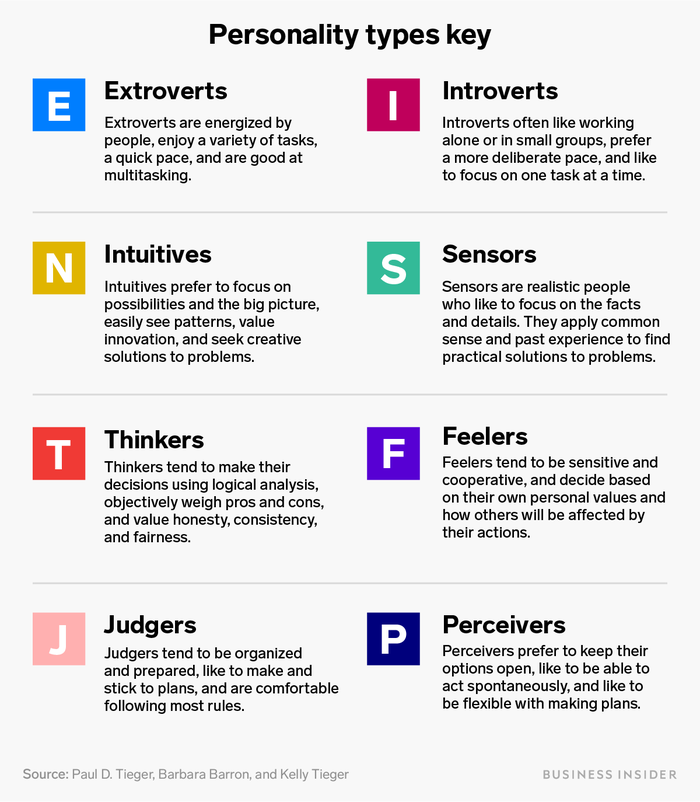 Personality types key
E
Extroverts
Extroverts are energized by
people, enjoy a variety of tasks,
a quick pace, and are good at
multitasking.
I
Introverts
Introverts often like working
alone or in small groups, prefer
a more deliberate pace, and like
to focus on one task at a time.
N
Intuitives
Intuitives prefer to focus on
possibilities and the big picture,
easily see patterns, value
innovation, and seek creative
solutions to problems.
S
Sensors
Sensors are realistic people
who like to focus on the facts
and details. They apply common
sense and past experience to find
practical solutions to problems.
T
Thinkers
Thinkers tend to make their
decisions using logical analysis,
objectively weigh pros and cons,
and value honesty, consistency,
and fairness.
F
Feelers
Feelers tend to be sensitive and
cooperative, and decide based
on their own personal values and
how others will be affected by
their actions.
J
Judgers
Judgers tend to be organized
and prepared, like to make and
stick to plans, and are comfortable
following most rules.
P
Perceivers
Perceivers prefer to keep their
options open, like to be able to
act spontaneously, and like to
be flexible with making plans.
Source: Paul D. Tieger, Barbara Barron, and Kelly Tieger
BUSINESS INSIDER